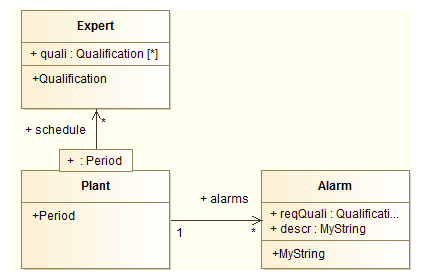 Expert
+ quali : Qualification [*]
+Qualification
+ schedule
*
+ : Period
Plant
+Period
+ alarms
1
*
Alarm
+ reqQuali : Qualificati...
+ descr : MyString
+MyString